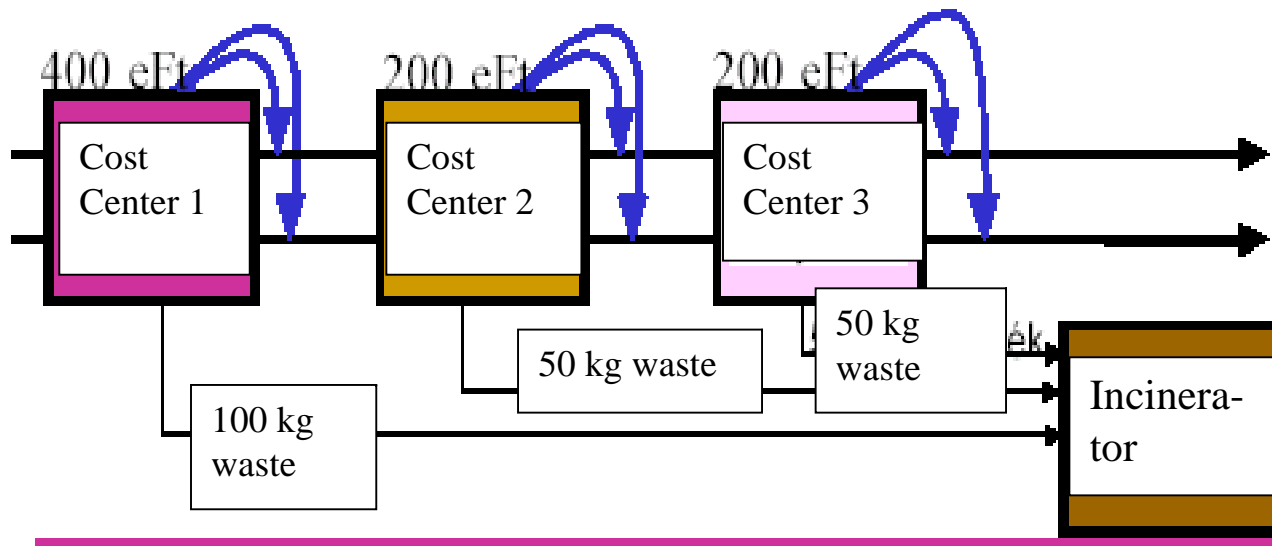 400 eFt
200 eFt
200 eFt
Cost
Center 1
Cost
Center 2
Cost
Center 3
50 kg
waste
50 kg waste
100 kg
waste
Incinera-
tor